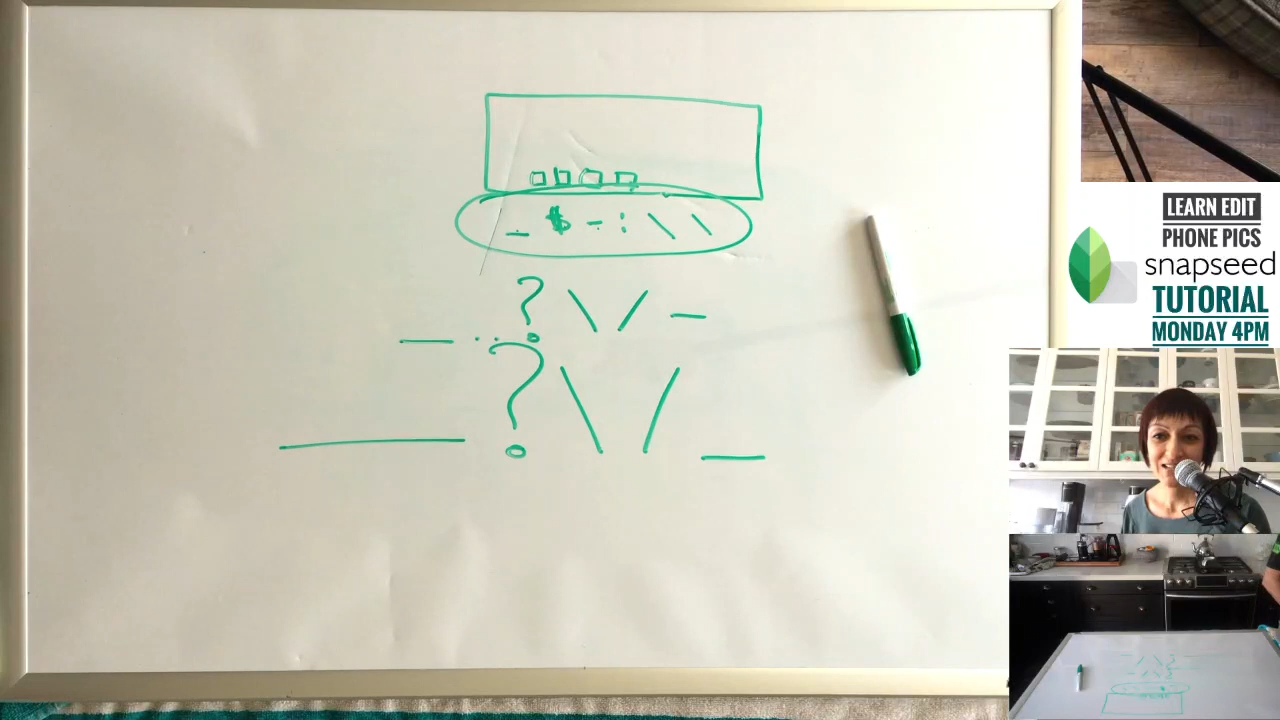 _ $ - : \ \
? \ / -
_ . . .
? \ /
_ _
LEARN EDIT
PHONE PICS
snapseed
TUTORIAL
MONDAY 4PM